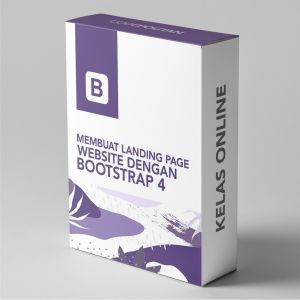 B
MEMBUAT LANDING PAGE
WEBSITE DENGAN
BOOTSTRAP 4
KELAS ONLINE